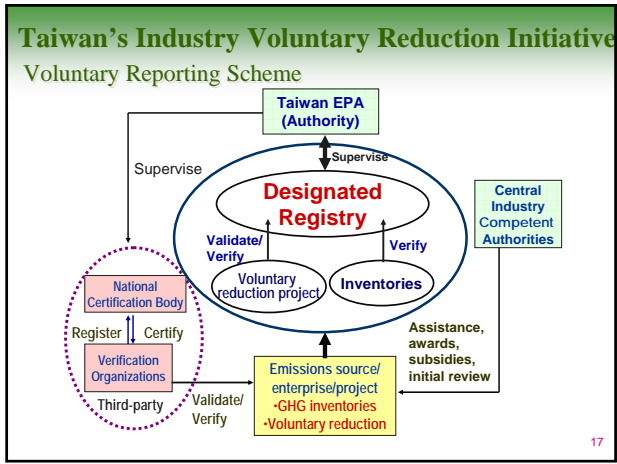 Taiwan's Industry Voluntary Reduction Initiative
Voluntary Reporting Scheme
Taiwan EPA
(Authority)
Supervise
Supervise
Designated
Registry
Central
Industry
Competent
Authorities
Validate/
Verify
Verify
Voluntary
reduction project
Inventories
National
Certification Body
Register
Certify
Verification
Organizations
Third-party
Validate/
Verify
Emissions source/
enterprise/project
•GHG inventories
•Voluntary reduction
Assistance,
awards,
subsidies,
initial review
17